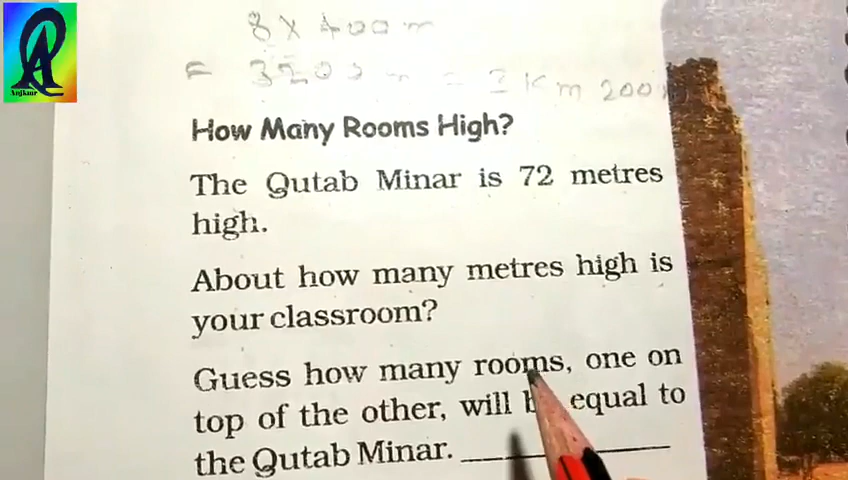 Anjkaur
8 x 400 m
= 3200 m = 3 Km 200 m
How Many Rooms High?
The Qutab Minar is 72 metres
high.
About how many metres high is
your classroom?
Guess how many rooms, one on
top of the other, will be equal to
the Qutab Minar.